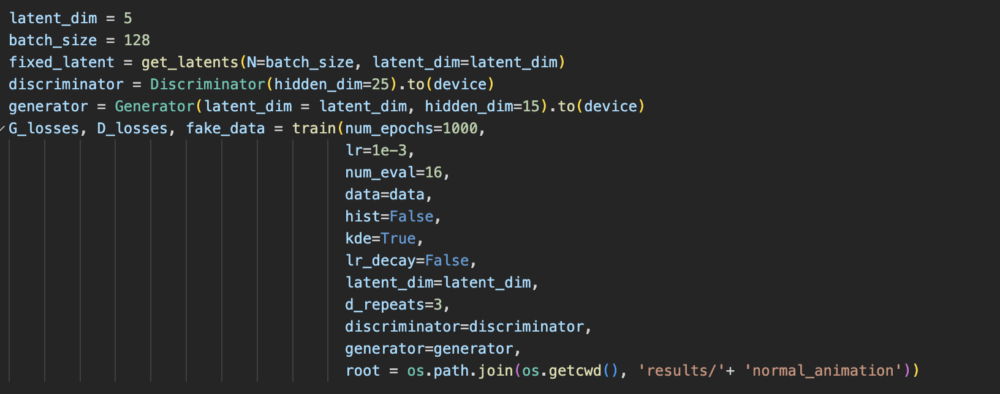 latent_dim = 5
batch_size = 128
fixed_latent = get_latents(N=batch_size, latent_dim=latent_dim)
discriminator = Discriminator(hidden_dim=25).to(device)
generator = Generator(latent_dim = latent_dim, hidden_dim=15).to(device)
G_losses, D_losses, fake_data = train(num_epochs=1000,
lr=1e-3,
num_eval=16,
data=data,
hist=False,
kde=True,
lr_decay=False,
latent_dim=latent_dim,
d_repeats=3,
discriminator=discriminator,
generator=generator,
root = os.path.join(os.getcwd(), 'results/'+ 'normal_animation'))